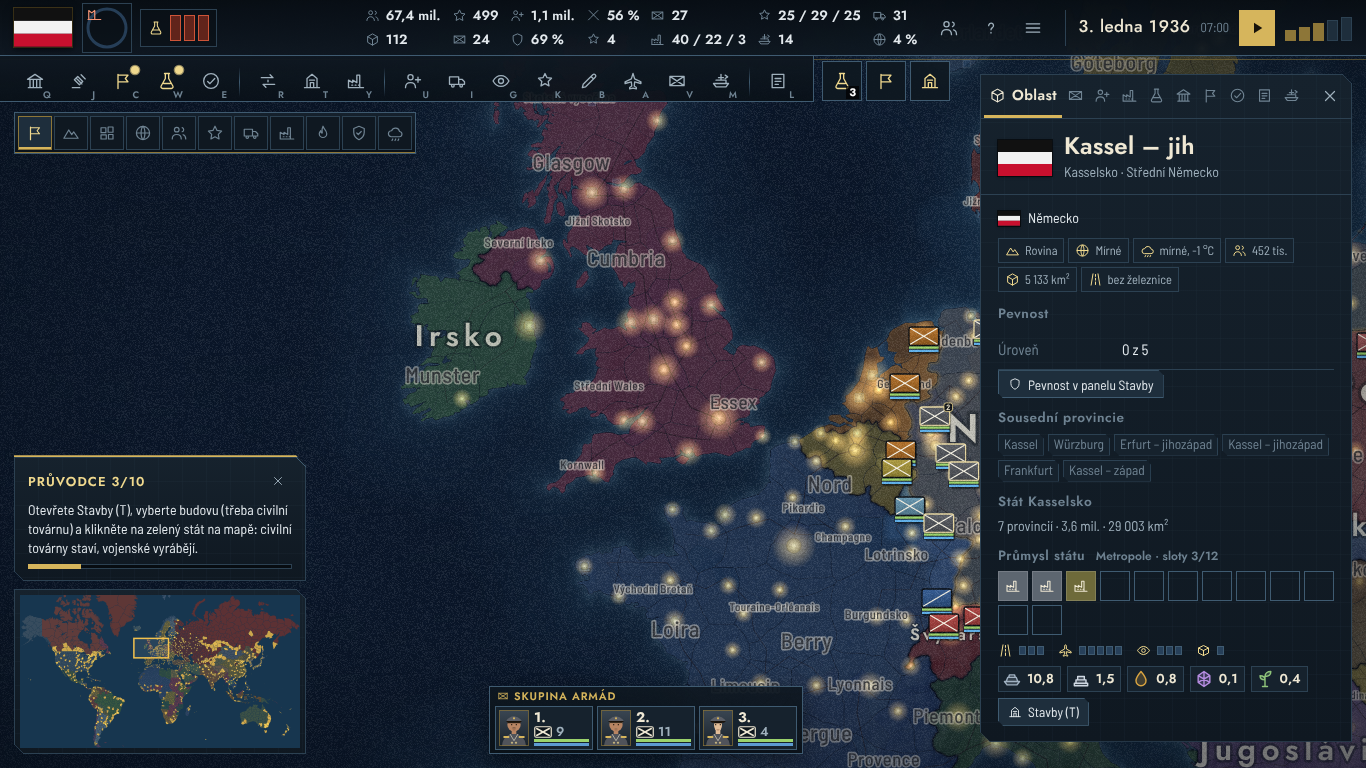 67,4 mil. 499 1,1 mil. 56 % 27 25 / 29 / 25 31
112 24 69 % 4 40 / 22 / 3 14 4 %
?
3. ledna 1936 07:00
Q J C W E R T Y U I G K B A V M L
3
Oblast
Kassel – jih
Kasselsko · Střední Německo
Německo
Rovina Mírné mírné, -1 °C 452 tis.
5 133 km² bez železnice
Pevnost
Úroveň 0 z 5
Pevnost v panelu Stavby
Sousední provincie
Kassel Würzburg Erfurt – jihozápad Kassel – jihozápad
Frankfurt Kassel – západ
Stát Kasselsko
7 provincií · 3,6 mil. · 29 003 km²
Průmysl státu Metropole · sloty 3/12
10,8 1,5 0,8 0,1 0,4
Stavby (T)
Göteborg
Glasgow
Jižní Skotsko
Severní Irsko
Cumbria
Irsko
Munster
Střední Wales
Essex
Kornwall
Nord
Pikardie
Champagne
Lotrinsko
Východní Bretaň
Touraine-Orléanais
Burgundsko
Loira
Berry
Limousin
Lyonnais
Provence
Jugoslávi
2
PRŮVODCE 3/10
Otevřete Stavby (T), vyberte budovu (třeba civilní
továrnu) a klikněte na zelený stát na mapě: civilní
továrny staví, vojenské vyrábějí.
SKUPINA ARMÁD
1. 9
2. 11
3. 4